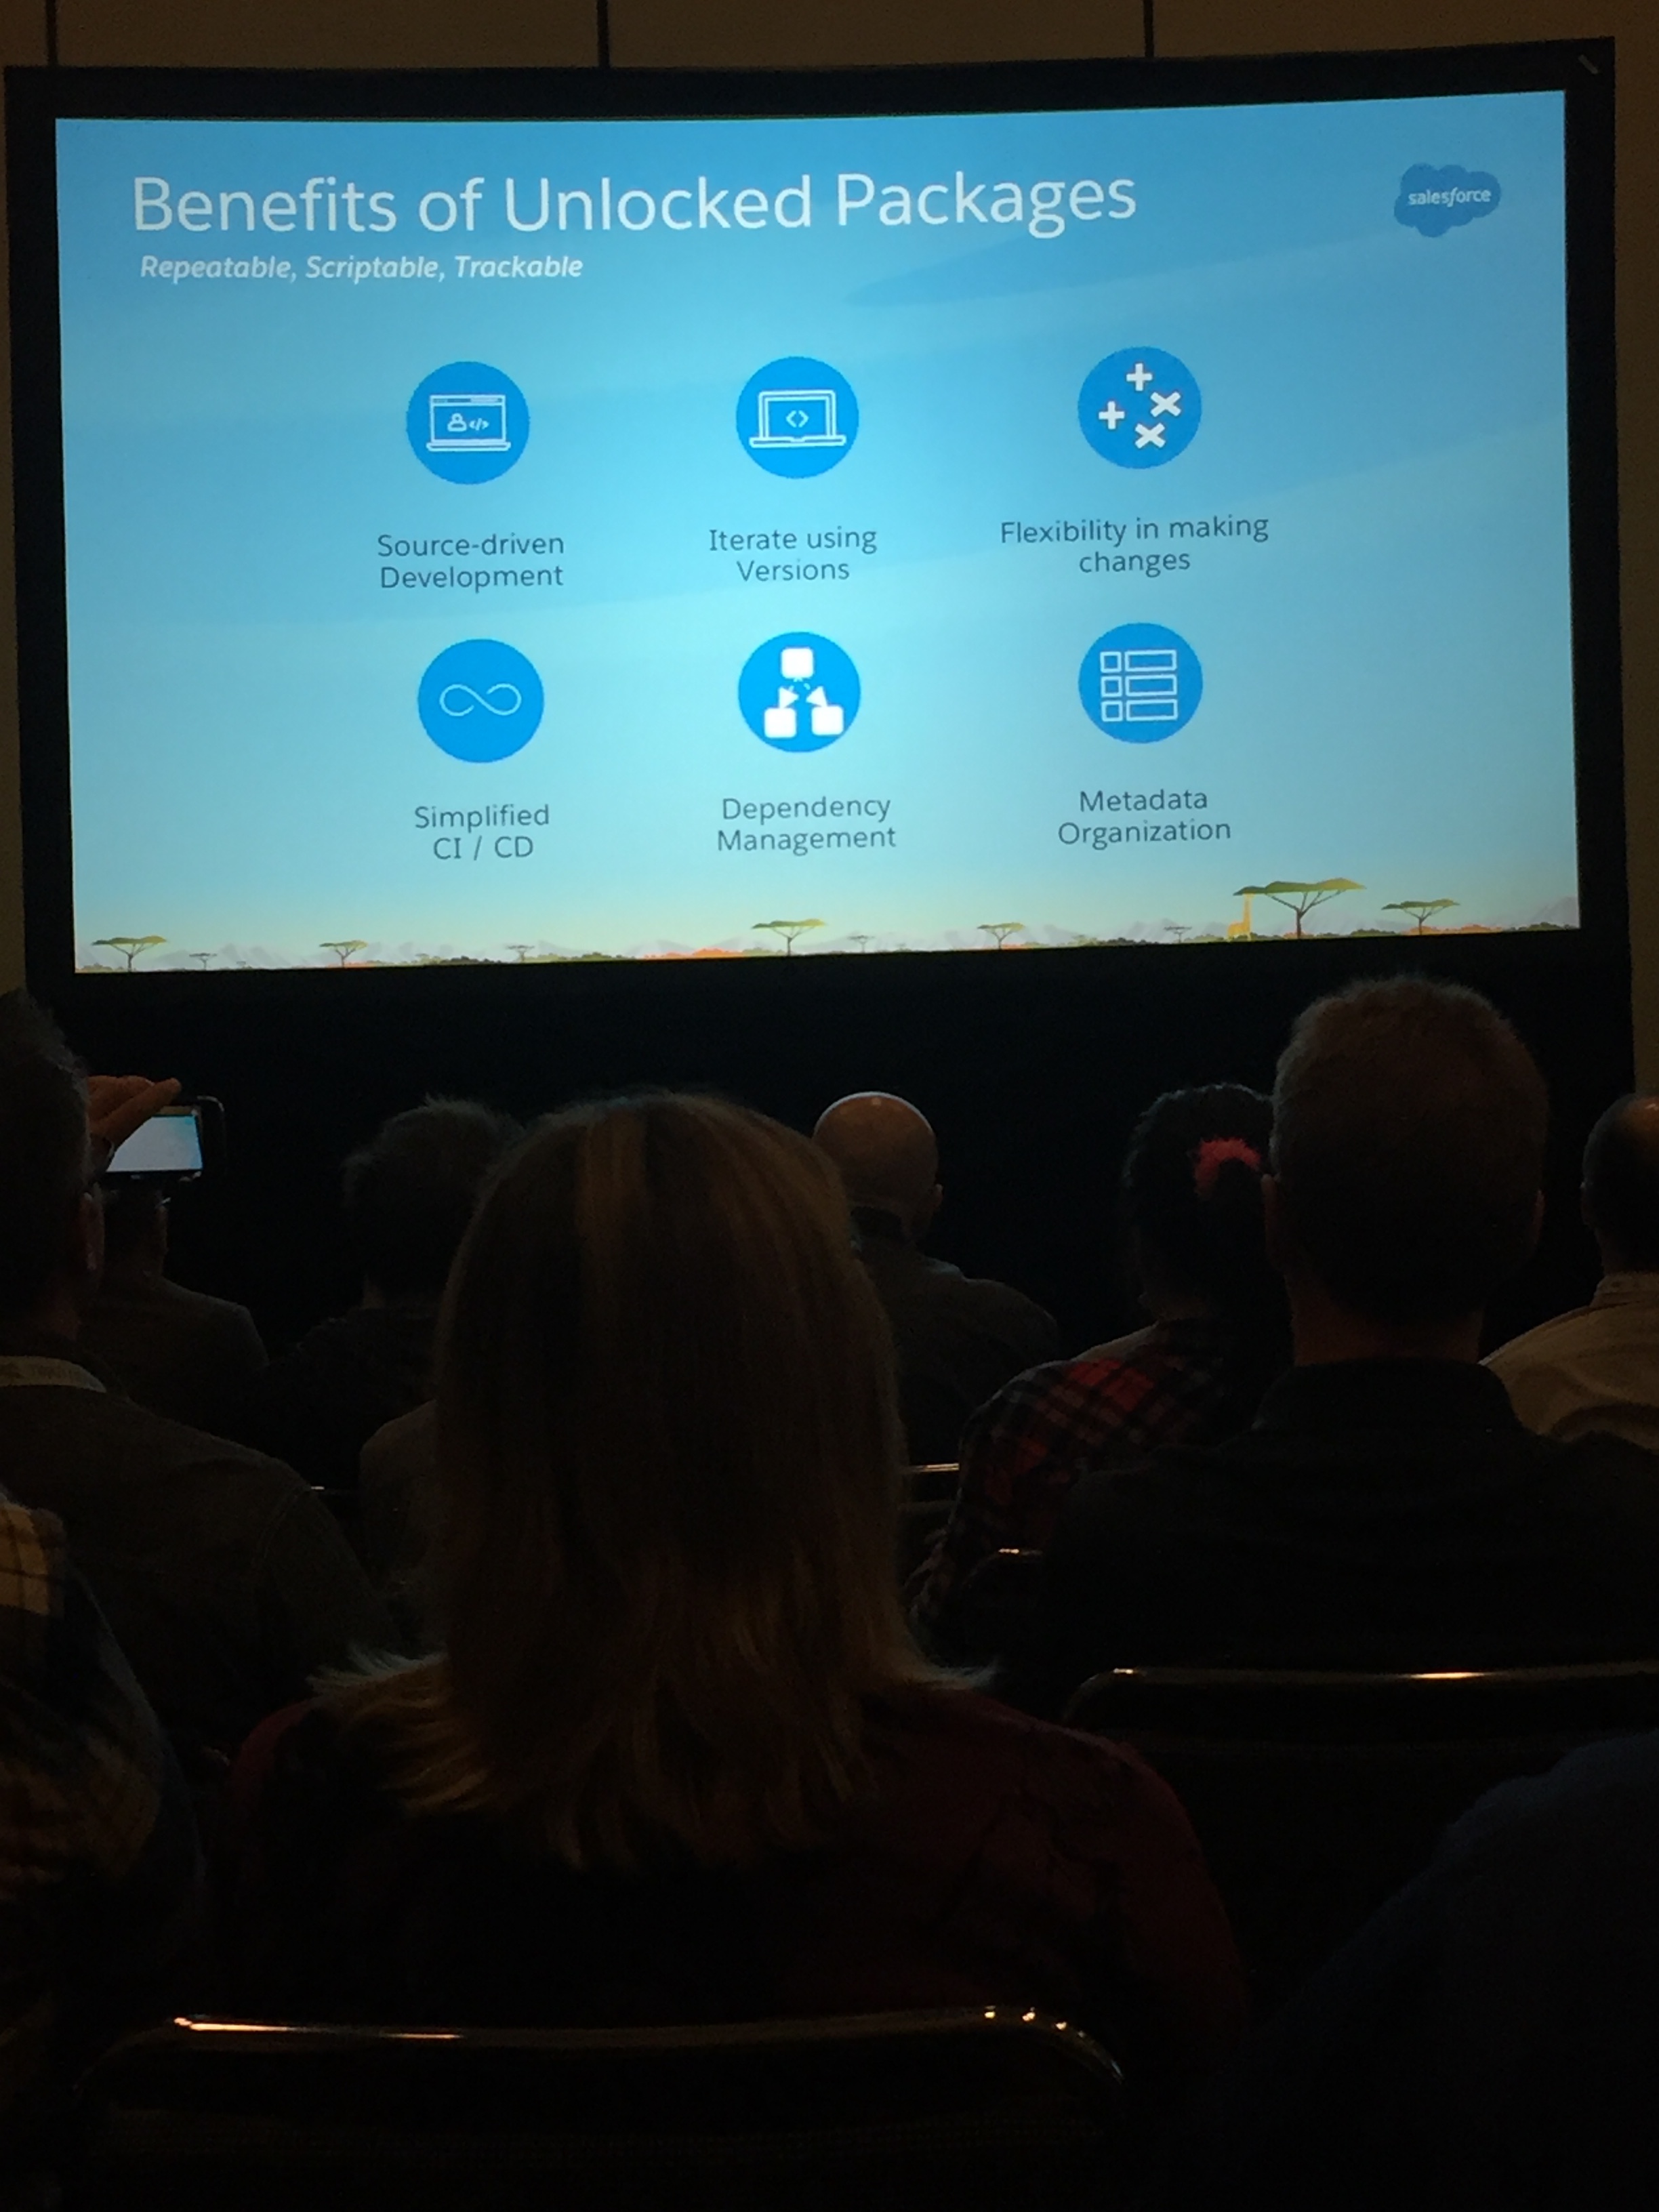 Benefits of Unlocked Packages
salesforce
Repeatable, Scriptable, Trackable
Source-driven
Development
Iterate using
Versions
Flexibility in making
changes
Simplified
CI / CD
Dependency
Management
Metadata
Organization